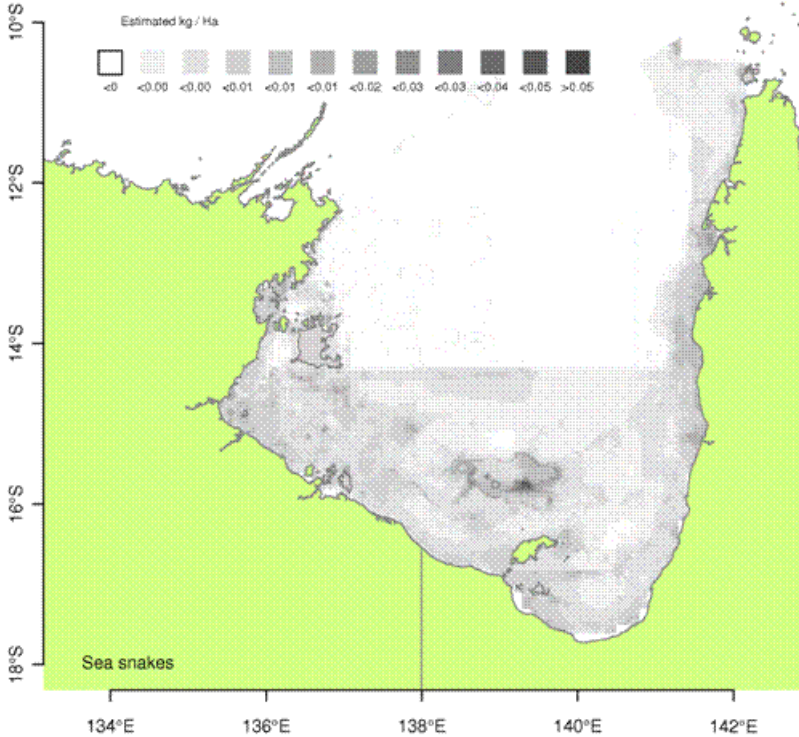 Estimated kg / Ha
<0 <0.00 <0.00 <0.01 <0.01 <0.01 <0.02 <0.03 <0.03 <0.04 <0.05 >0.05
10°S
12°S
14°S
16°S
18°S
Sea snakes
134°E 136°E 138°E 140°E 142°E